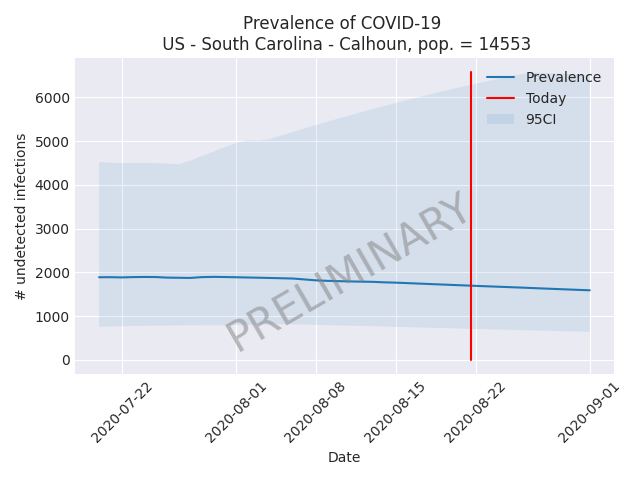 Prevalence of COVID-19
US - South Carolina - Calhoun, pop. = 14553
Prevalence
Today
95CI
6000
5000
4000
3000
2000
1000
0
# undetected infections
PRELIMINARY
2020-07-22
2020-08-01
2020-08-08
2020-08-15
2020-08-22
2020-09-01
Date